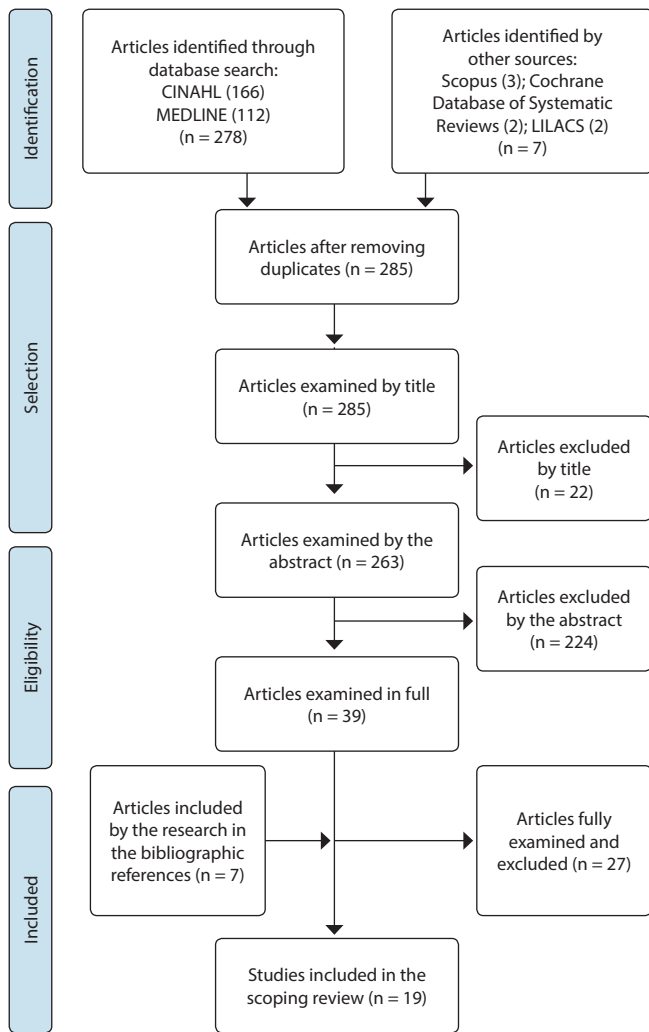 Identification
Articles identified through
database search:
CINAHL (166)
MEDLINE (112)
(n = 278)
Articles identified by
other sources:
Scopus (3); Cochrane
Database of Systematic
Reviews (2); LILACS (2)
(n = 7)
Selection
Articles after removing
duplicates (n = 285)
Articles examined by title
(n = 285)
Articles excluded
by title
(n = 22)
Articles examined by the
abstract (n = 263)
Eligibility
Articles excluded
by the abstract
(n = 224)
Articles examined in full
(n = 39)
Included
Articles included
by the research in
the bibliographic
references (n = 7)
Articles fully
examined and
excluded (n = 27)
Studies included in the
scoping review (n = 19)